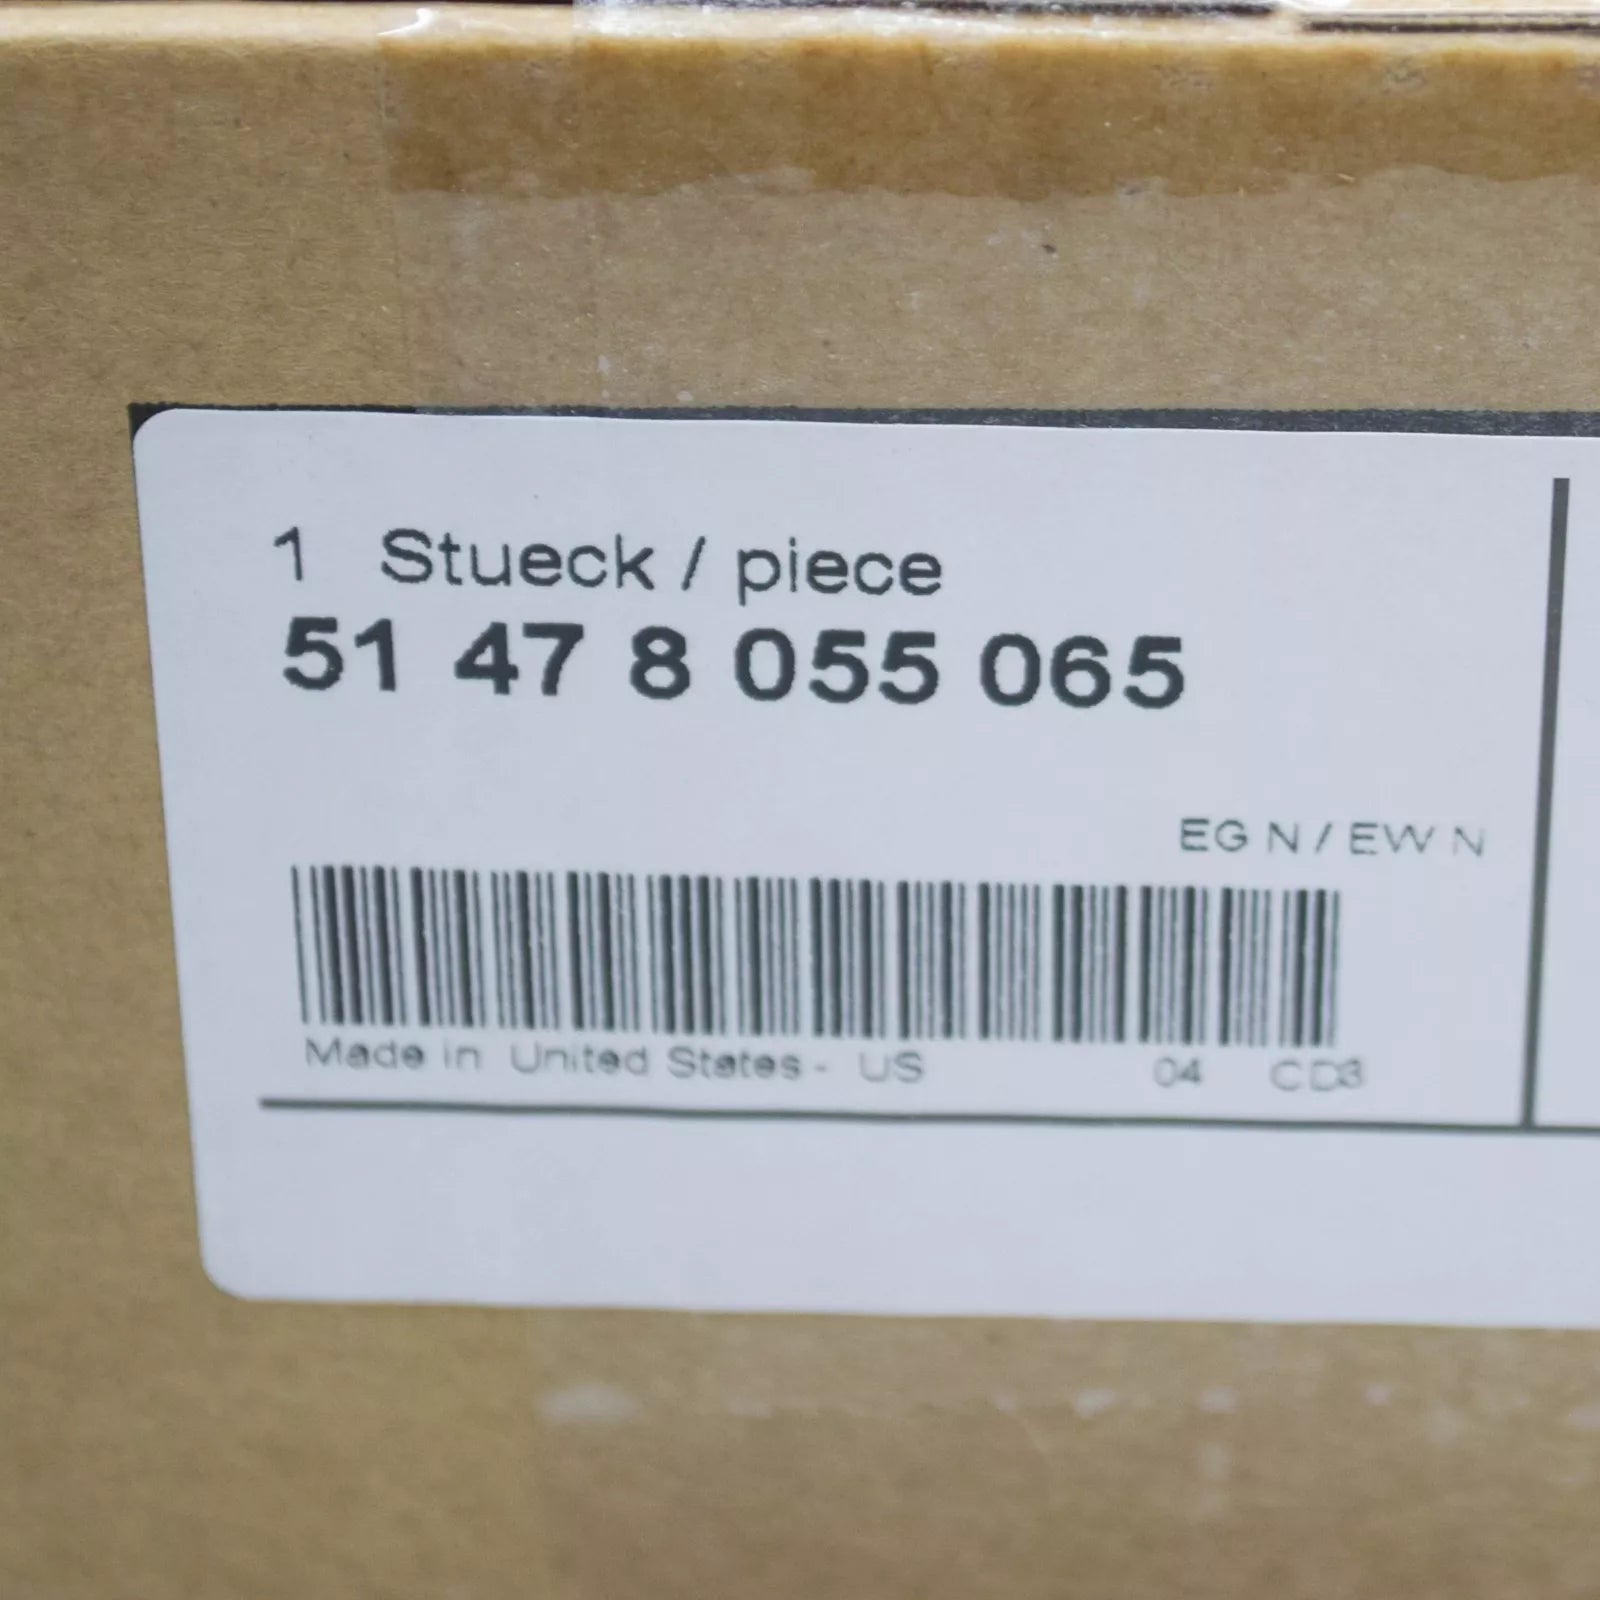 1 Stueck / piece
51 47 8 055 065
EG N / EW N
Made in United States - US 04 CD3